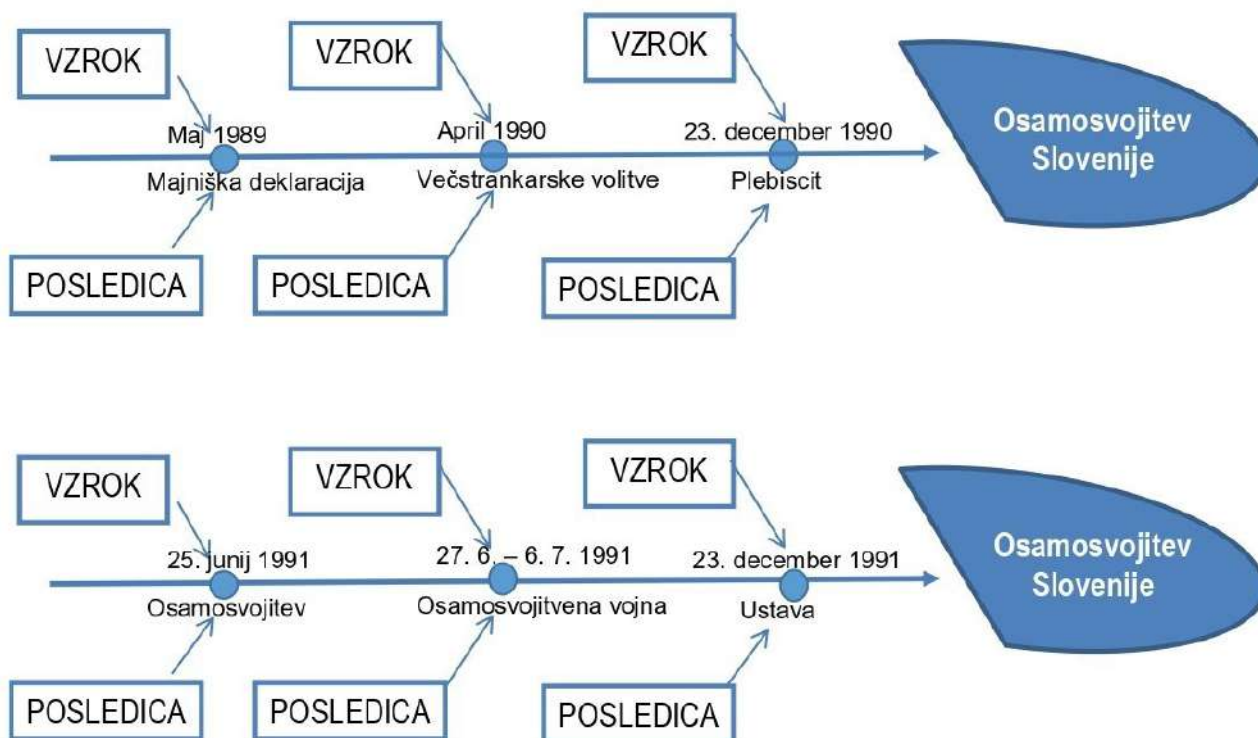 VZROK
VZROK
VZROK
Maj 1989
April 1990
23. december 1990
Osamosvojitev
Slovenije
Majniška deklaracija
Večstrankarske volitve
Plebiscit
POSLEDICA
POSLEDICA
POSLEDICA
VZROK
VZROK
VZROK
25. junij 1991
27. 6. – 6. 7. 1991
23. december 1991
Osamosvojitev
Slovenije
Osamosvojitev
Osamosvojitvena vojna
Ustava
POSLEDICA
POSLEDICA
POSLEDICA